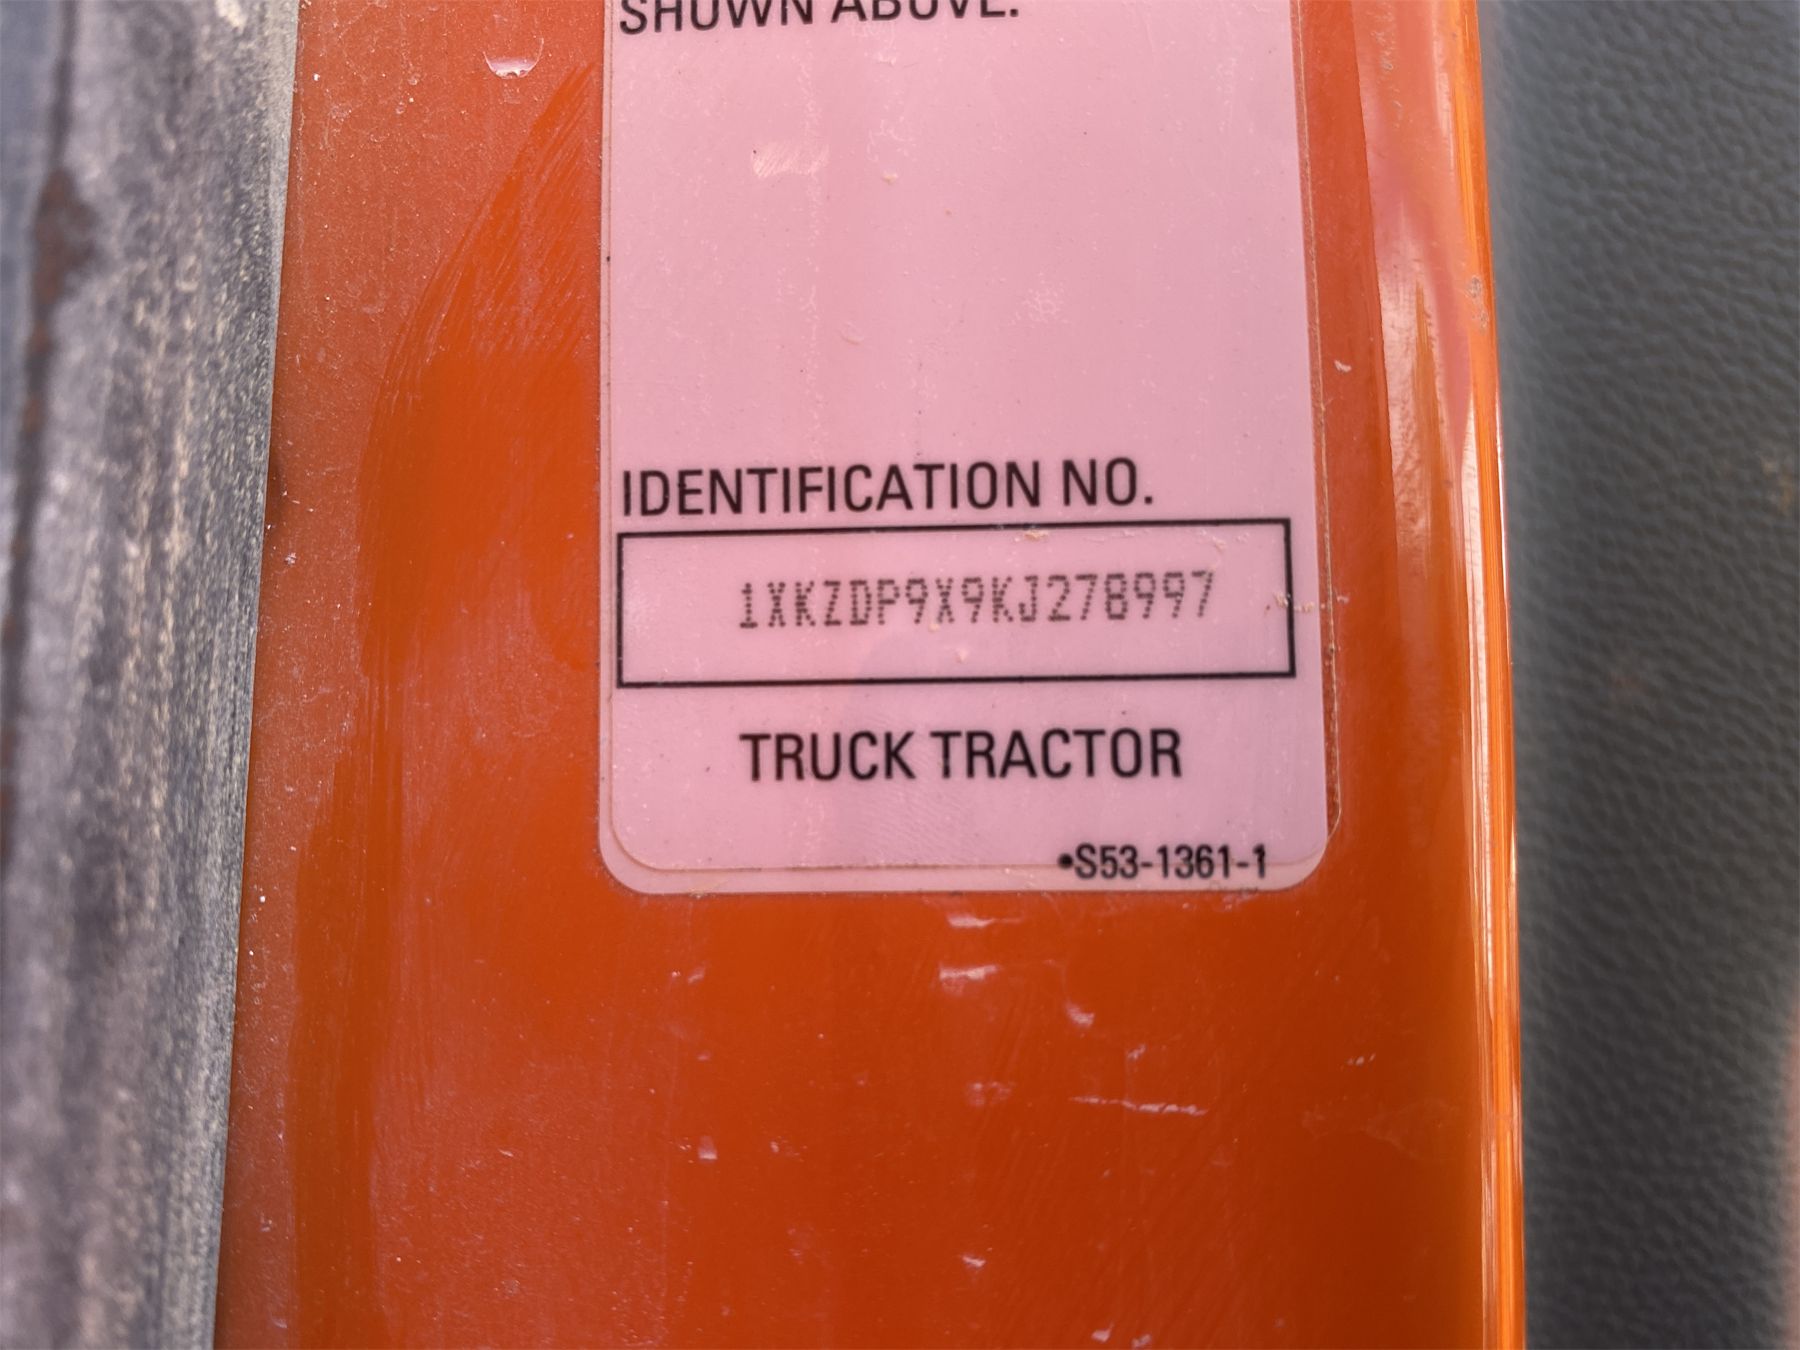 SHOWN ABOVE.
IDENTIFICATION NO.
1XKZDP9X9KJ278997
TRUCK TRACTOR
•S53-1361-1